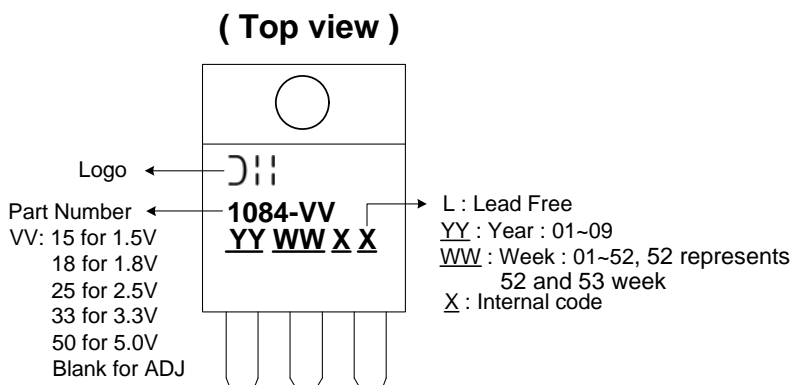 ( Top view )
Logo
Part Number
VV: 15 for 1.5V
18 for 1.8V
25 for 2.5V
33 for 3.3V
50 for 5.0V
Blank for ADJ
1084-VV
YY WW X X
L : Lead Free
YY : Year : 01~09
WW : Week : 01~52, 52 represents
52 and 53 week
X : Internal code